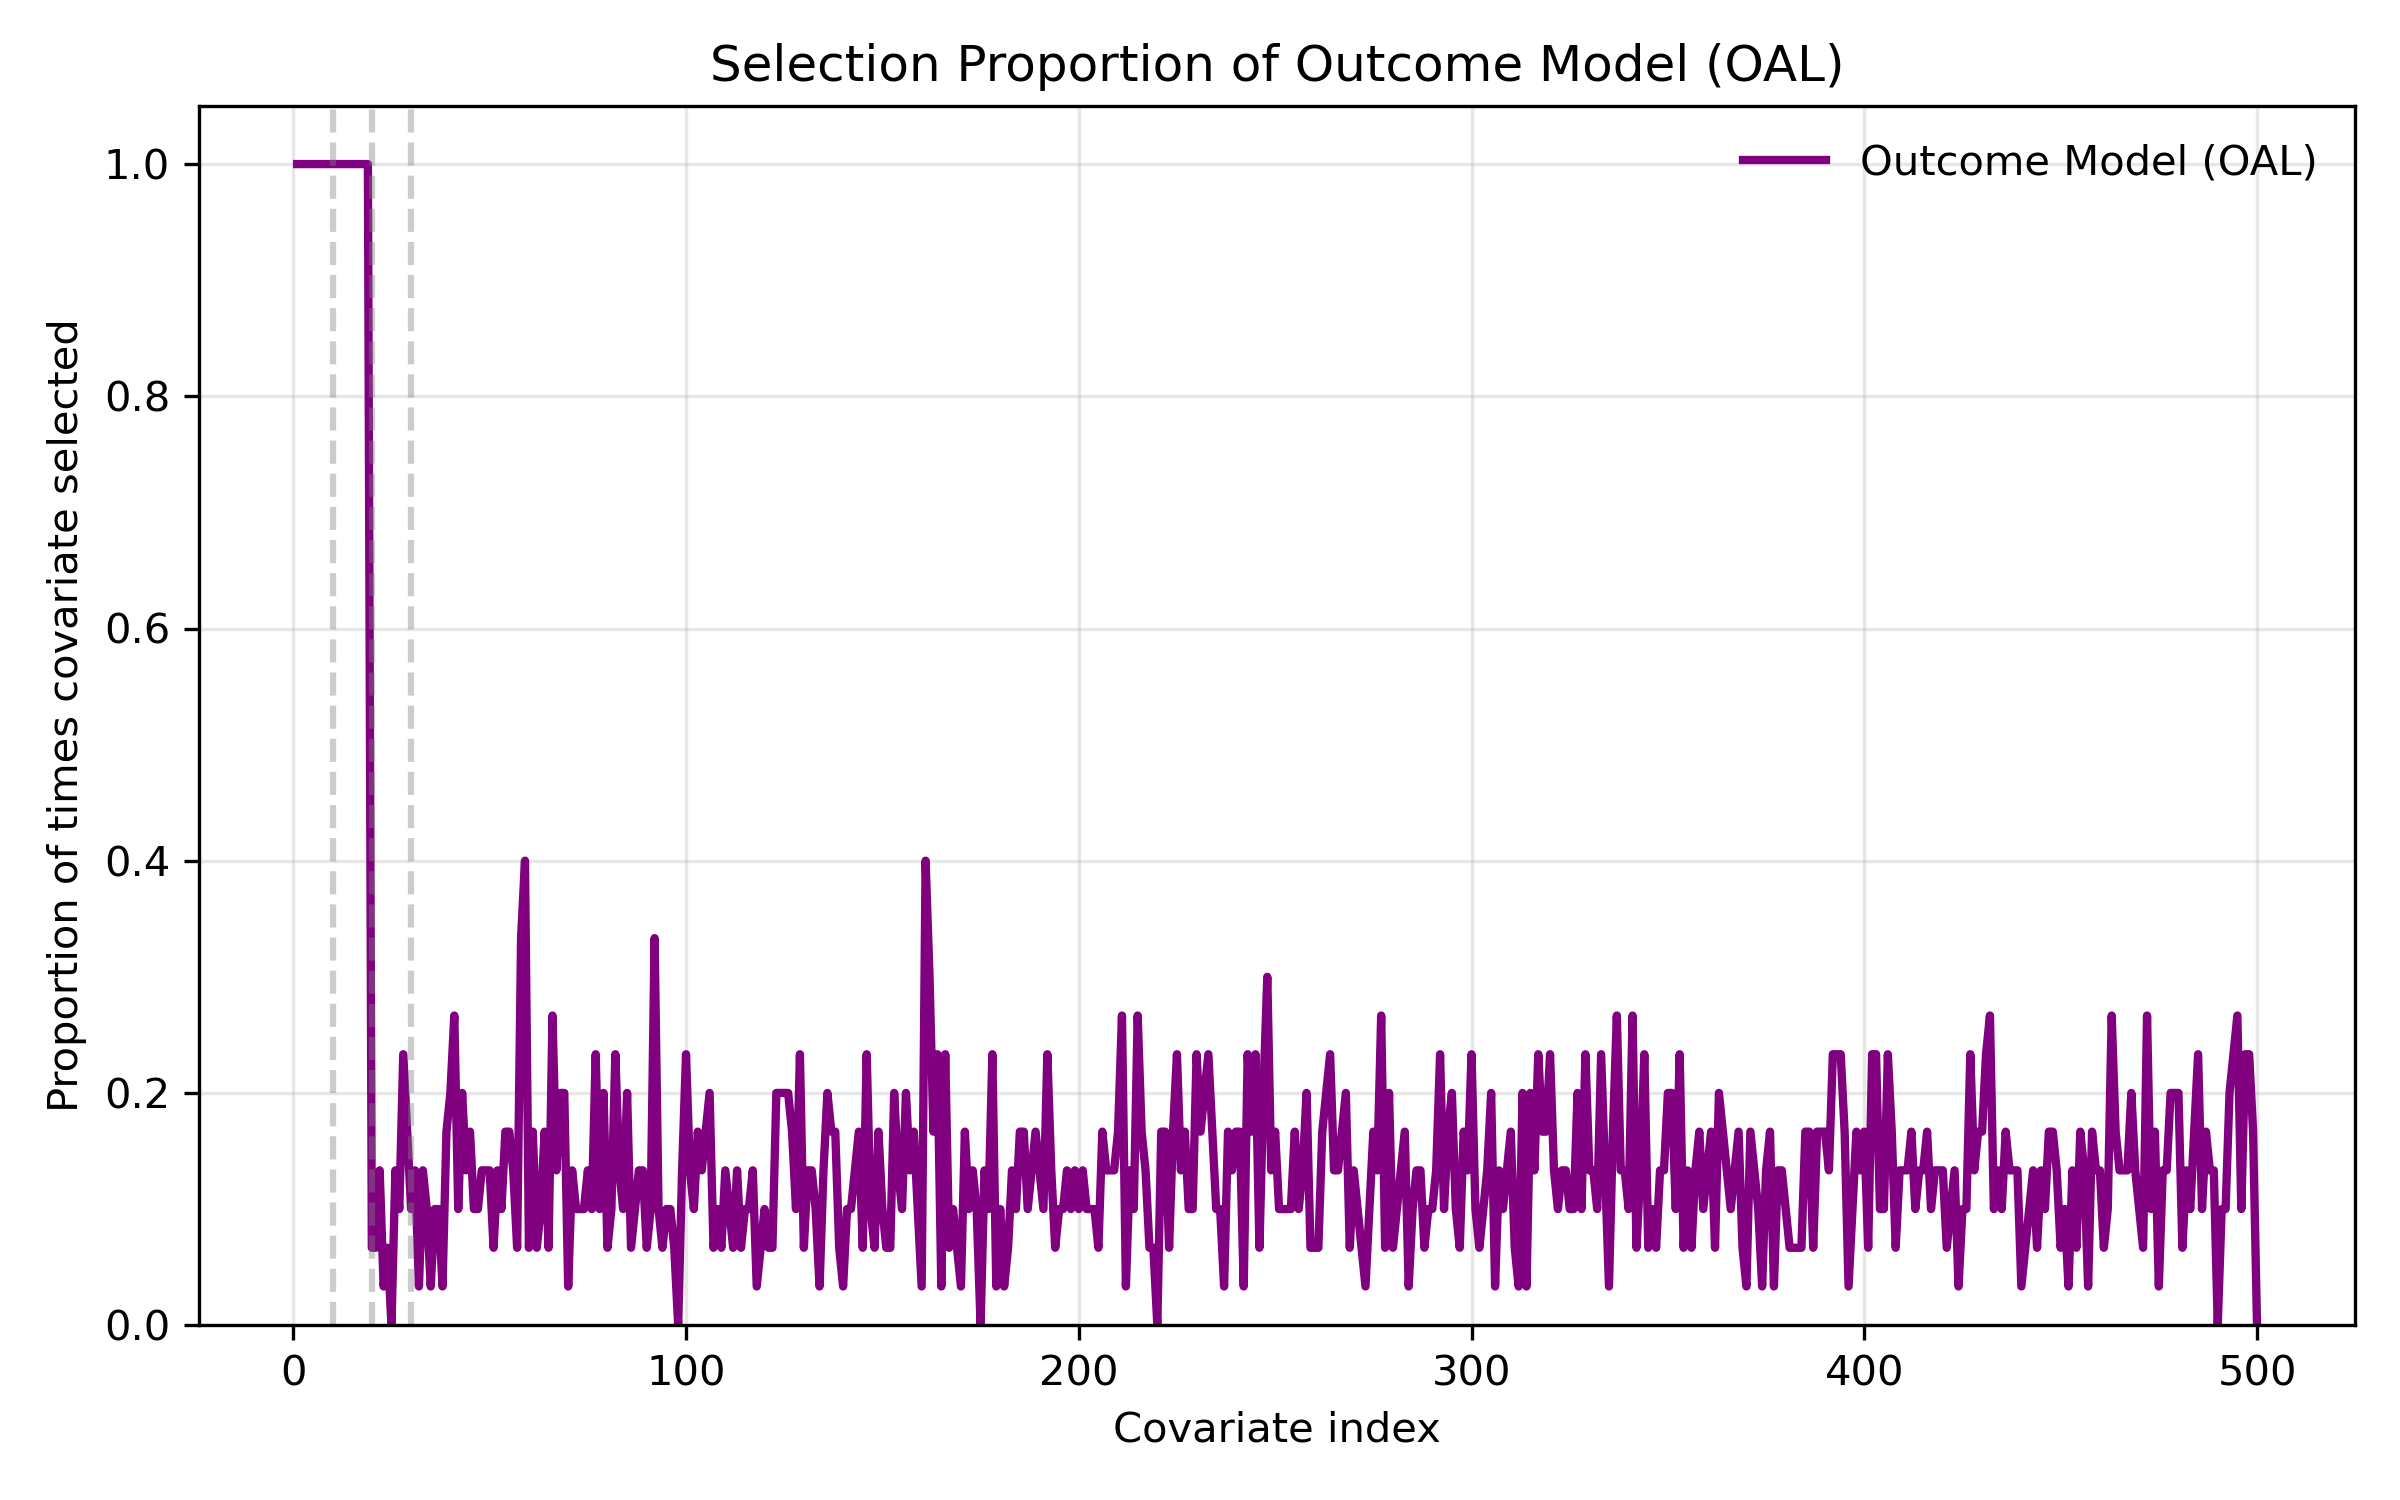 Selection Proportion of Outcome Model (OAL)
Outcome Model (OAL)
Proportion of times covariate selected
1.0
0.8
0.6
0.4
0.2
0.0
0 100 200 300 400 500
Covariate index